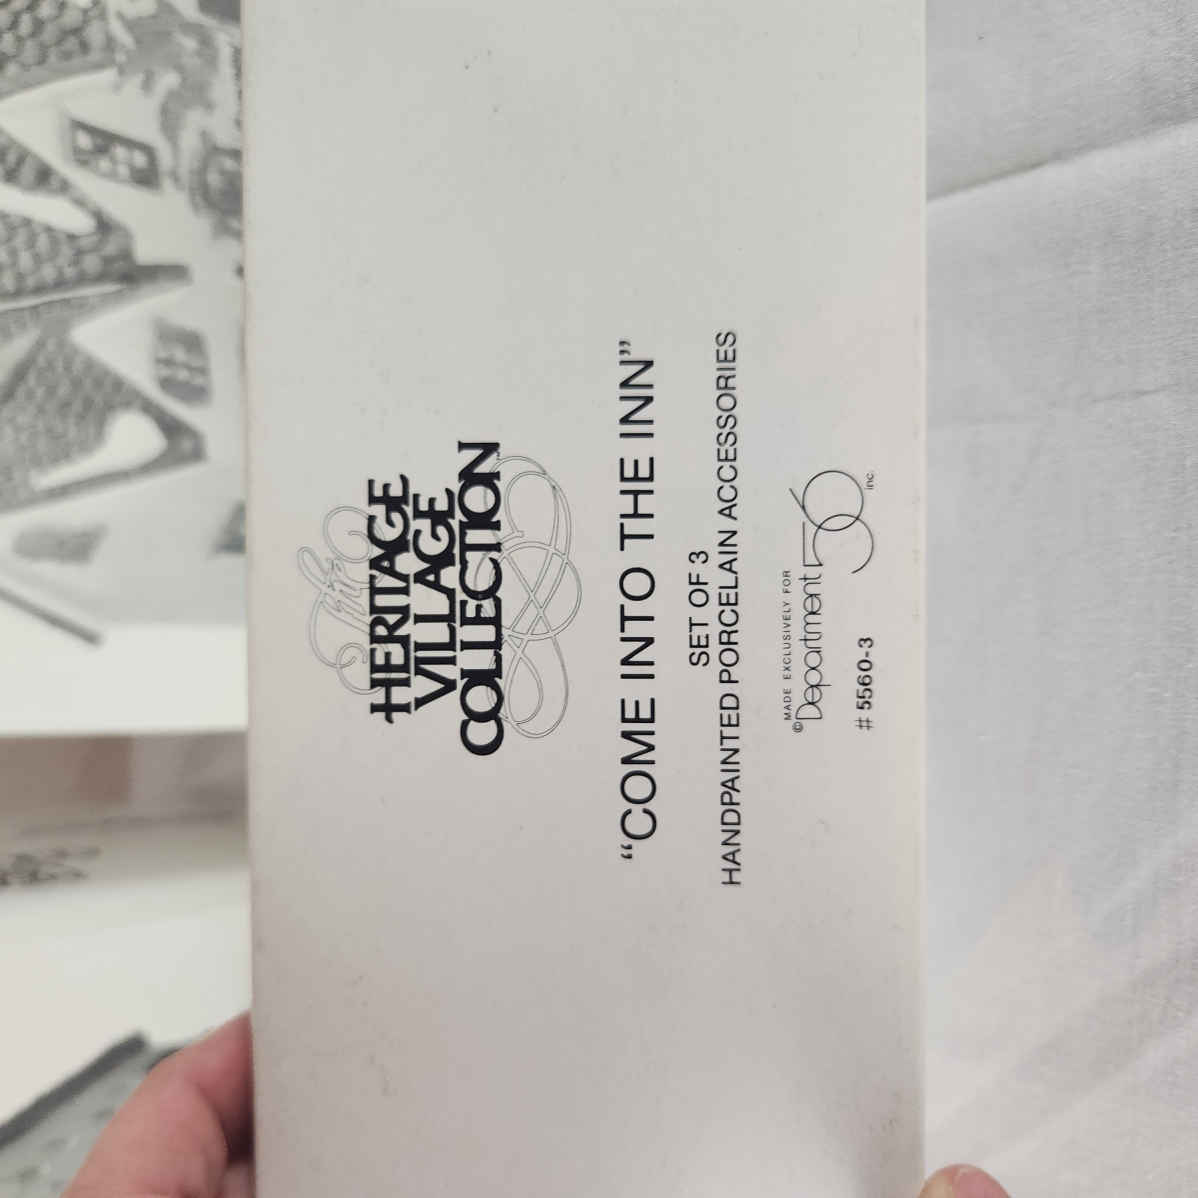 The
HERITAGE
VILLAGE
COLLECTION
“COME INTO THE INN”
SET OF 3
HANDPAINTED PORCELAIN ACCESSORIES
MADE EXCLUSIVELY FOR
© Department 56 inc.
# 5560-3